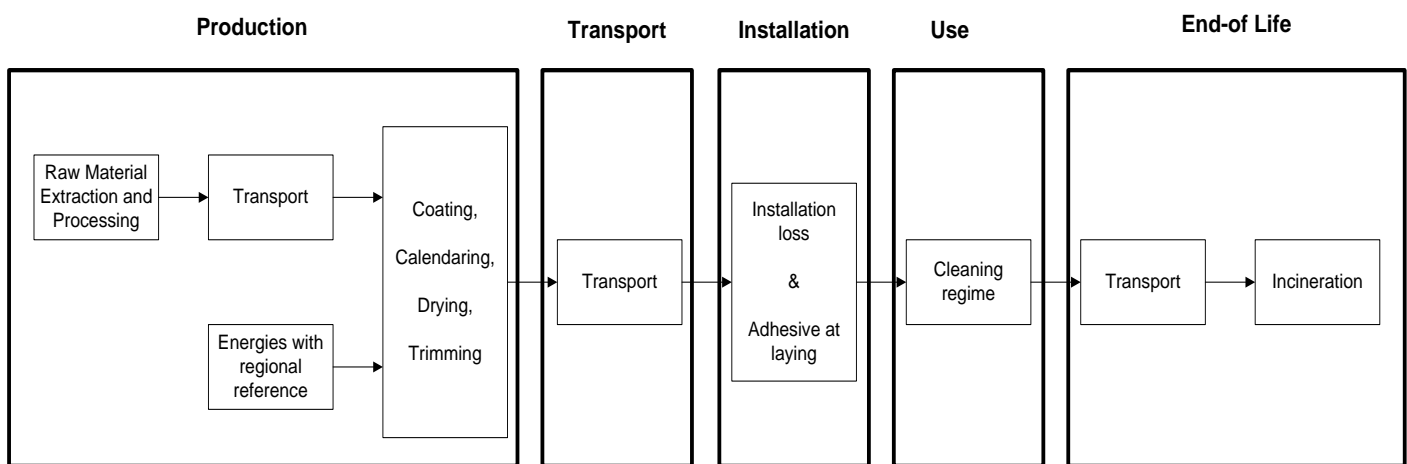 Production
Transport
Installation
Use
End-of Life
Raw Material
Extraction and
Processing
Transport
Energies with
regional
reference
Coating,
Calendaring,
Drying,
Trimming
Transport
Installation
loss
&
Adhesive at
laying
Cleaning
regime
Transport
Incineration